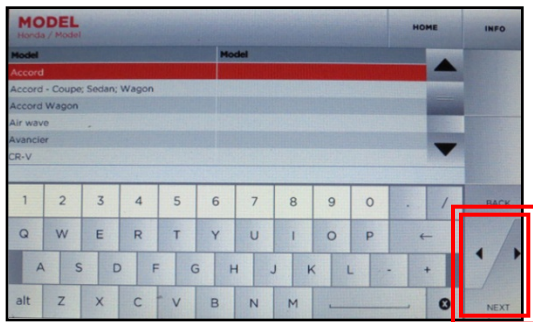 MODEL
Honda / Model
HOME
INFO
Model Model
Accord
Accord - Coupe; Sedan; Wagon
Accord Wagon
Air wave
Avancier
CR-V
1 2 3 4 5 6 7 8 9 0 . /
BACK
Q W E R T Y U I O P ←
A S D F G H J K L - +
alt Z X C V B N M
NEXT